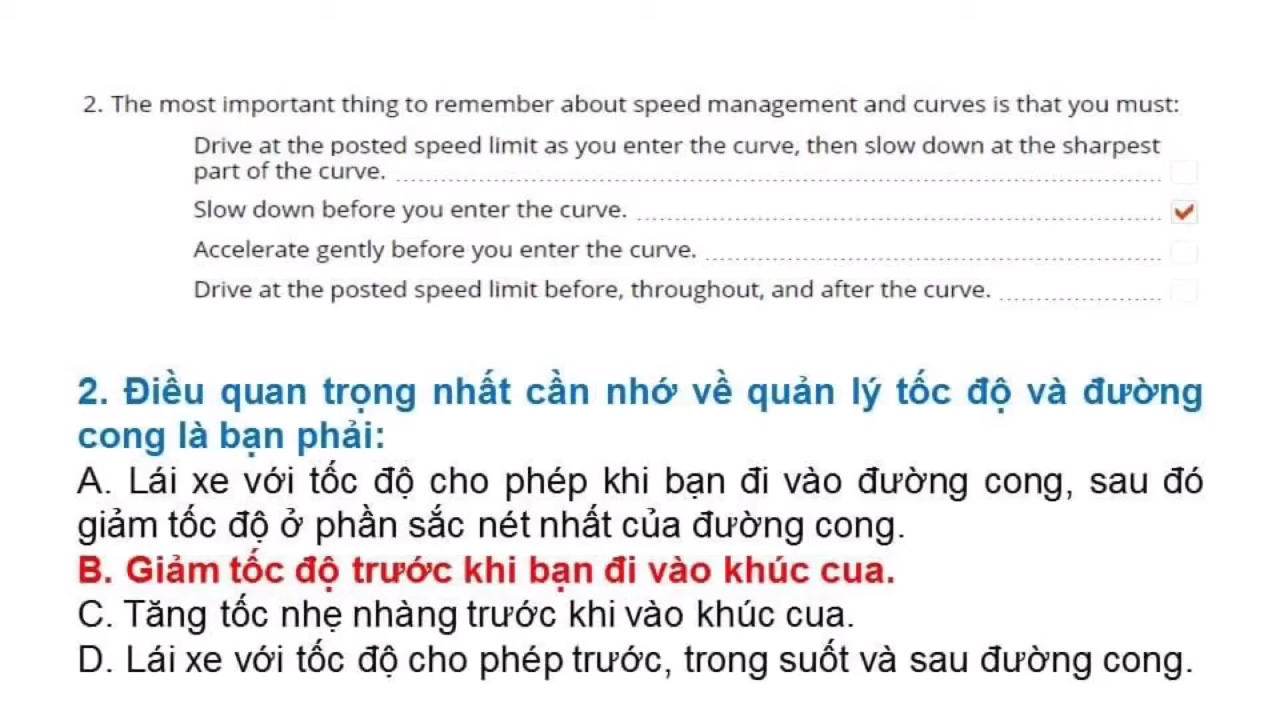 2. The most important thing to remember about speed management and curves is that you must:
Drive at the posted speed limit as you enter the curve, then slow down at the sharpest
part of the curve.
Slow down before you enter the curve.
Accelerate gently before you enter the curve.
Drive at the posted speed limit before, throughout, and after the curve.
2. Điều quan trọng nhất cần nhớ về quản lý tốc độ và đường
cong là bạn phải:
A. Lái xe với tốc độ cho phép khi bạn đi vào đường cong, sau đó
giảm tốc độ ở phần sắc nét nhất của đường cong.
B. Giảm tốc độ trước khi bạn đi vào khúc cua.
C. Tăng tốc nhẹ nhàng trước khi vào khúc cua.
D. Lái xe với tốc độ cho phép trước, trong suốt và sau đường cong.